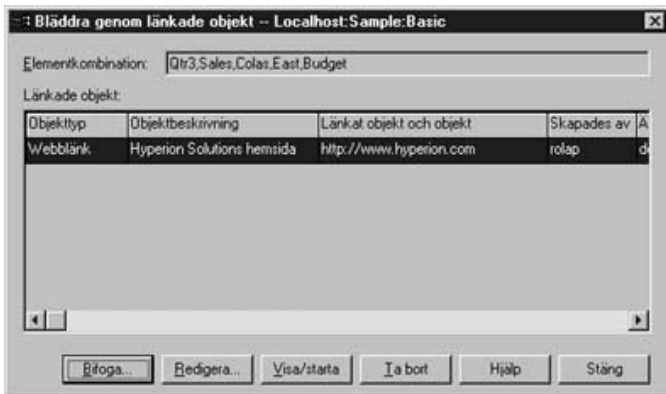 Bläddra genom länkade objekt -- Localhost:Sample:Basic
Elementkombination: Qtr3,Sales,Colas,East,Budget
Länkade objekt:
Objekttyp Objektbeskrivning Länkat objekt och objekt Skapades av A
Webblänk Hyperion Solutions hemsida http://www.hyperion.com rolap de
Bifoga... Redigera... Visa/starta Ta bort Hjälp Stäng